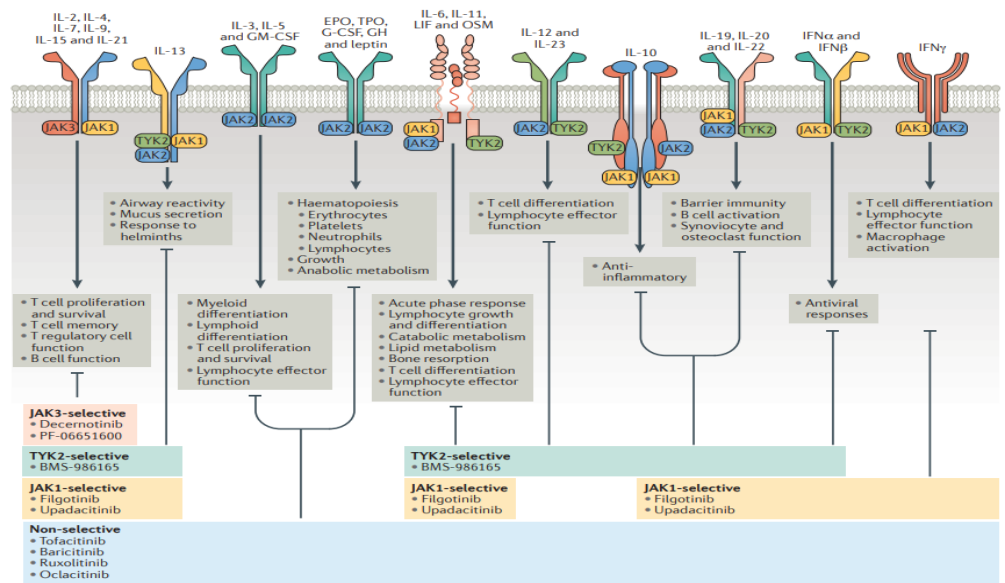 IL-2, IL-4,
IL-7, IL-9,
IL-15 and IL-21
IL-13
IL-3, IL-5
and GM-CSF
EPO, TPO,
G-CSF, GH
and leptin
IL-6, IL-11,
LIF and OSM
IL-12 and
IL-23
IL-10
IL-19, IL-20
and IL-22
IFNα and
IFNβ
IFNγ
JAK3 JAK1
TYK2 JAK1
JAK2
JAK2 JAK2
JAK2 JAK2
JAK1
JAK2 TYK2
JAK2 TYK2
TYK2 JAK2
JAK1 JAK1
JAK1
JAK2 TYK2
JAK1 TYK2
JAK1 JAK2
• Airway reactivity
• Mucus secretion
• Response to
helminths
• Haematopoiesis
• Erythrocytes
• Platelets
• Neutrophils
• Lymphocytes
• Growth
• Anabolic metabolism
• T cell differentiation
• Lymphocyte effector
function
• Barrier immunity
• B cell activation
• Synoviocyte and
osteoclast function
• T cell differentiation
• Lymphocyte
effector function
• Macrophage
activation
• Anti-
inflammatory
• T cell proliferation
and survival
• T cell memory
• T regulatory cell
function
• B cell function
• Myeloid
differentiation
• Lymphoid
differentiation
• T cell proliferation
and survival
• Lymphocyte effector
function
• Acute phase response
• Lymphocyte growth
and differentiation
• Catabolic metabolism
• Lipid metabolism
• Bone resorption
• T cell differentiation
• Lymphocyte effector
function
• Antiviral
responses
JAK3-selective
• Decernotinib
• PF-06651600
TYK2-selective
• BMS-986165
TYK2-selective
• BMS-986165
JAK1-selective
• Filgotinib
• Upadacitinib
JAK1-selective
• Filgotinib
• Upadacitinib
JAK1-selective
• Filgotinib
• Upadacitinib
Non-selective
• Tofacitinib
• Baricitinib
• Ruxolitinib
• Oclacitinib